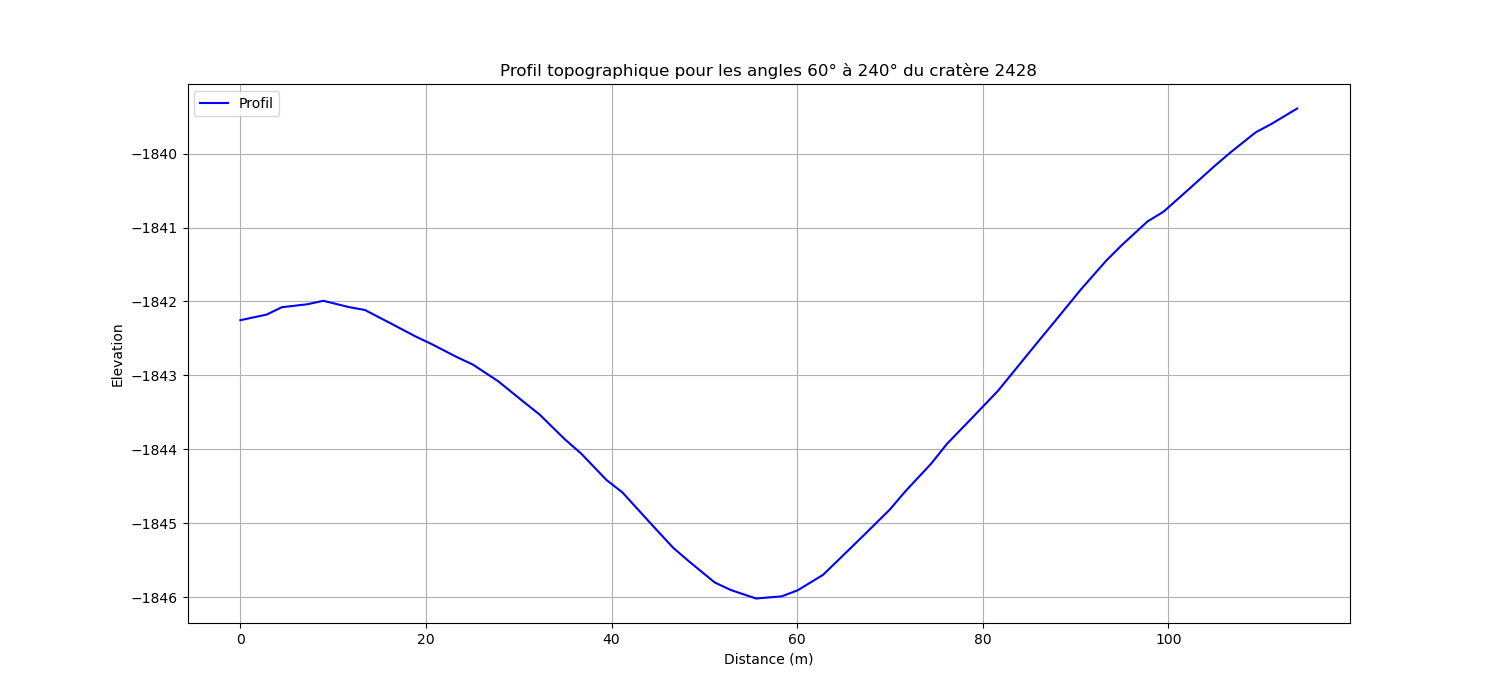 Profil topographique pour les angles 60° à 240° du cratère 2428
Profil
−1840
−1841
−1842
−1843
−1844
−1845
−1846
Elevation
0 20 40 60 80 100
Distance (m)